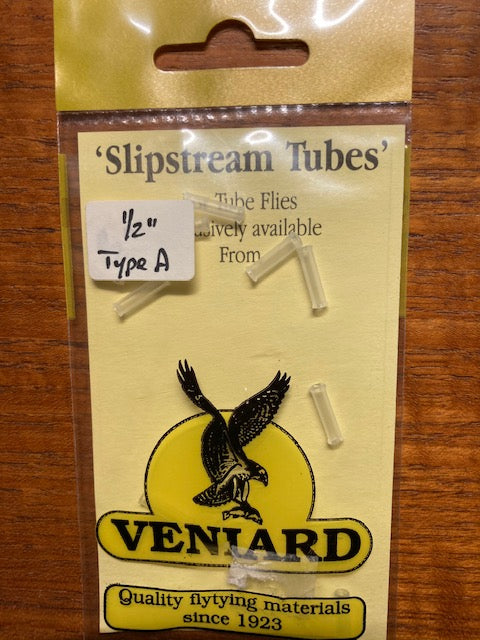 'Slipstream Tubes'
Tube Flies
available
From
1/2"
Type A
VENIARD
Quality flytying materials
since 1923